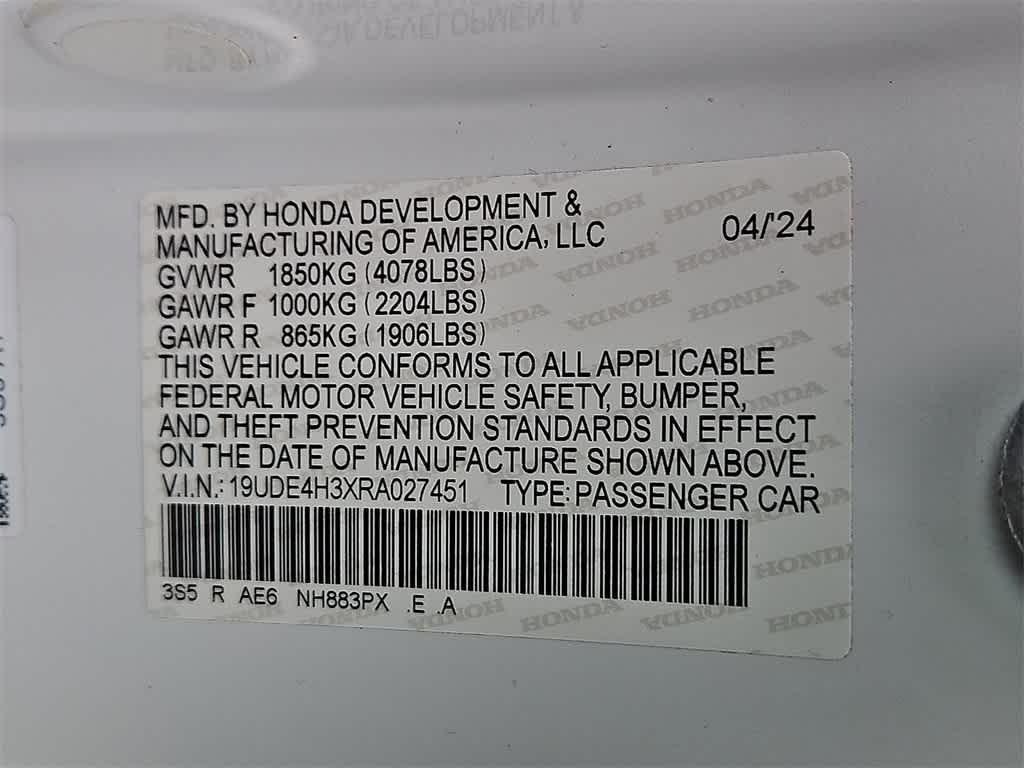 MFD. BY HONDA DEVELOPMENT &
MANUFACTURING OF AMERICA, LLC 04/'24
GVWR 1850KG (4078LBS)
GAWR F 1000KG (2204LBS)
GAWR R 865KG (1906LBS)
THIS VEHICLE CONFORMS TO ALL APPLICABLE
FEDERAL MOTOR VEHICLE SAFETY, BUMPER,
AND THEFT PREVENTION STANDARDS IN EFFECT
ON THE DATE OF MANUFACTURE SHOWN ABOVE.
V.I.N.: 19UDE4H3XRA027451 TYPE: PASSENGER CAR
3S5 R AE6 NH883PX .E .A